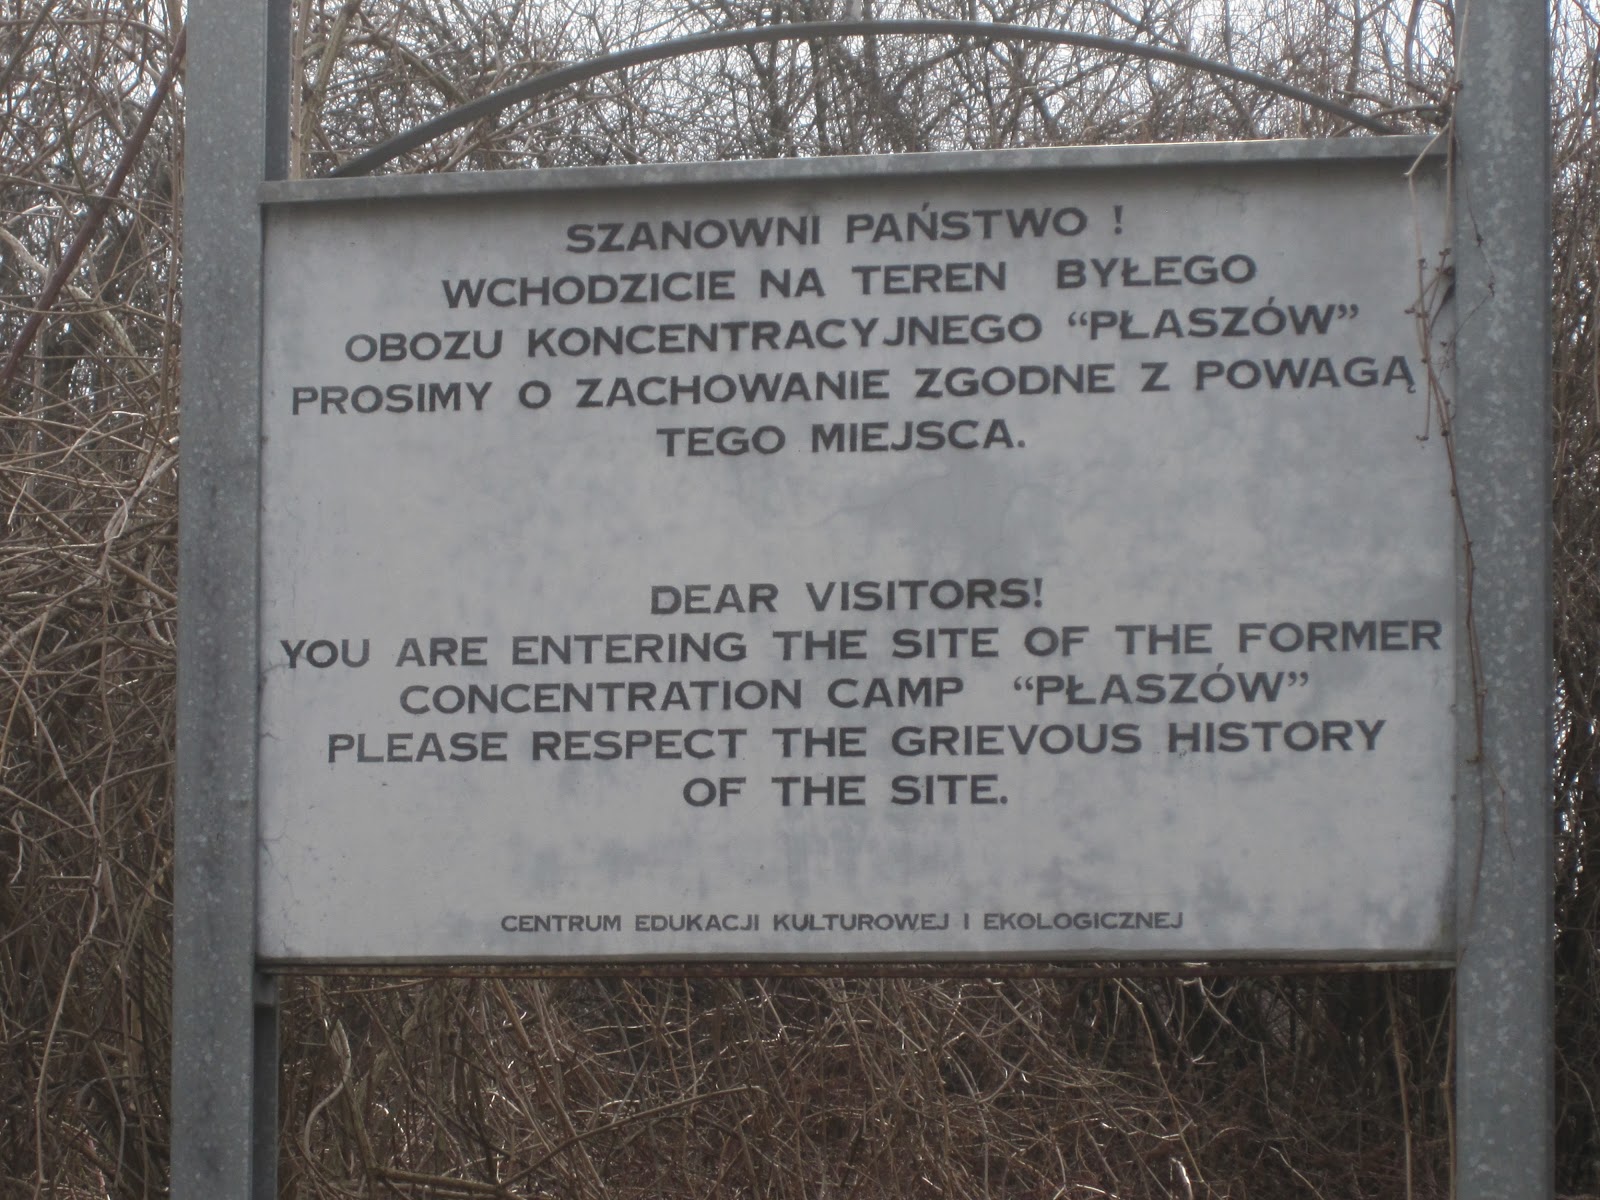 SZANOWNI PAŃSTWO !
WCHODZICIE NA TEREN BYŁEGO
OBOZU KONCENTRACYJNEGO “PŁASZÓW”
PROSIMY O ZACHOWANIE ZGODNE Z POWAGĄ
TEGO MIEJSCA.
DEAR VISITORS!
YOU ARE ENTERING THE SITE OF THE FORMER
CONCENTRATION CAMP “PŁASZÓW”
PLEASE RESPECT THE GRIEVOUS HISTORY
OF THE SITE.
CENTRUM EDUKACJI KULTUROWEJ I EKOLOGICZNEJ